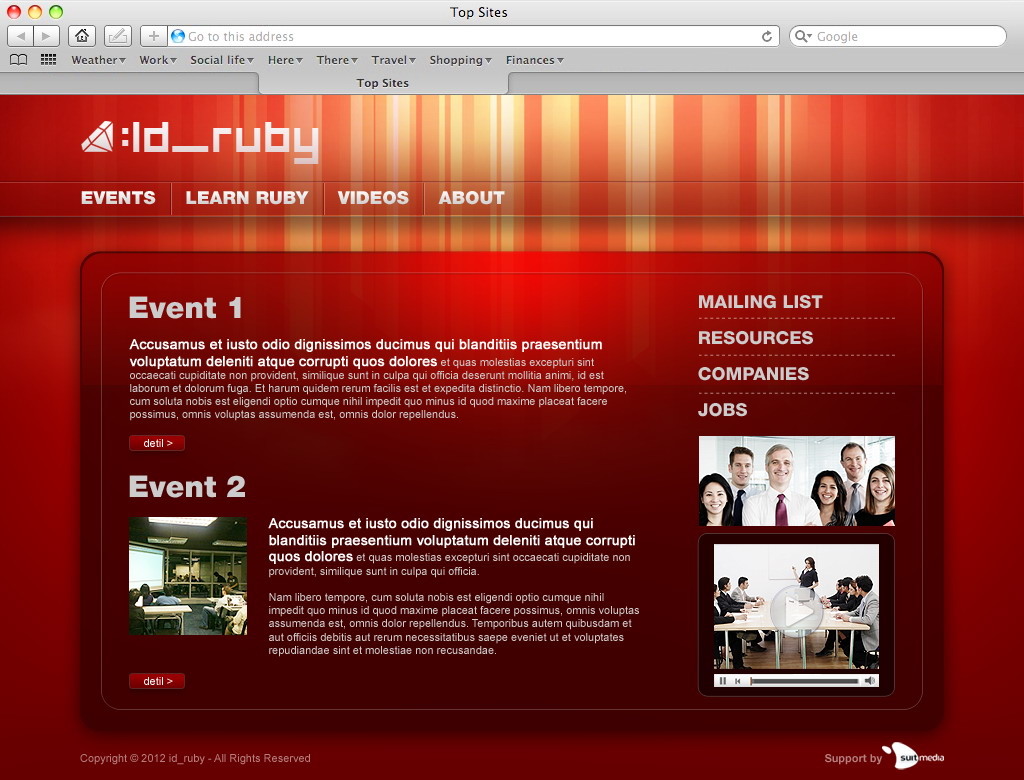 Top Sites
Go to this address
Google
Weather Work Social life Here There Travel Shopping Finances
Top Sites
:Id_ruby
EVENTS LEARN RUBY VIDEOS ABOUT
Event 1
Accusamus et iusto odio dignissimos ducimus qui blanditiis praesentium
voluptatum deleniti atque corrupti quos dolores et quas molestias excepturi sint
occaecati cupiditate non provident, similique sunt in culpa qui officia deserunt mollitia animi, id est
laborum et dolorum fuga. Et harum quidem rerum facilis est et expedita distinctio. Nam libero tempore,
cum soluta nobis est eligendi optio cumque nihil impedit quo minus id quod maxime placeat facere
possimus, omnis voluptas assumenda est, omnis dolor repellendus.
detil >
Event 2
Accusamus et iusto odio dignissimos ducimus qui
blanditiis praesentium voluptatum deleniti atque corrupti
quos dolores et quas molestias excepturi sint occaecati cupiditate non
provident, similique sunt in culpa qui officia.
Nam libero tempore, cum soluta nobis est eligendi optio cumque nihil
impedit quo minus id quod maxime placeat facere possimus, omnis voluptas
assumenda est, omnis dolor repellendus. Temporibus autem quibusdam et
aut officiis debitis aut rerum necessitatibus saepe eveniet ut et voluptates
repudiandae sint et molestiae non recusandae.
detil >
MAILING LIST
RESOURCES
COMPANIES
JOBS
Copyright © 2012 id_ruby - All Rights Reserved
Support by suitmedia